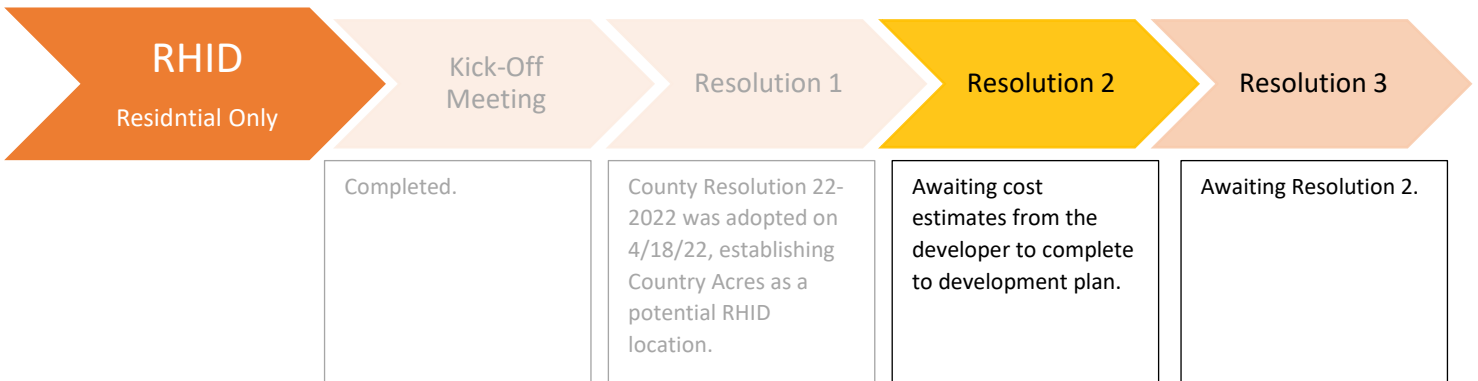 RHID
Residntial Only
Kick-Off
Meeting
Resolution 1
Resolution 2
Resolution 3
Completed.
County Resolution 22-
2022 was adopted on
4/18/22, establishing
Country Acres as a
potential RHID
location.
Awaiting cost
estimates from the
developer to complete
to development plan.
Awaiting Resolution 2.